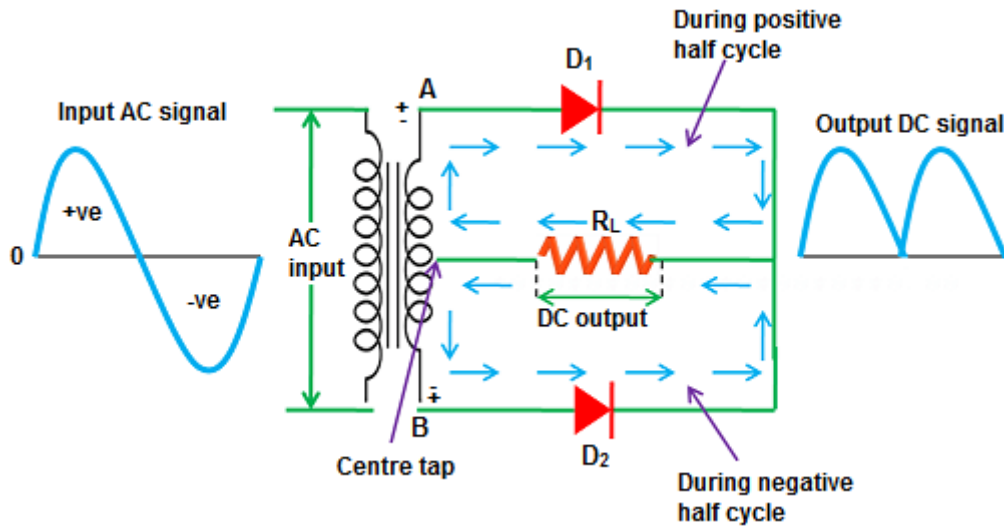 During positive
half cycle
D1
A
Input AC signal
+
-
Output DC signal
+ve
RL
0
AC
input
-ve
DC output
-
+
B
D2
Centre tap
During negative
half cycle